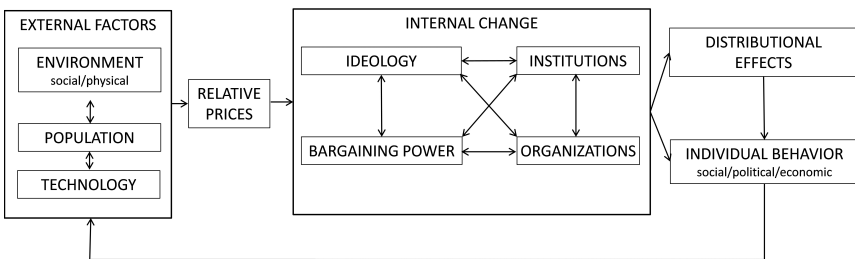 EXTERNAL FACTORS
ENVIRONMENT
social/physical
POPULATION
TECHNOLOGY
RELATIVE
PRICES
INTERNAL CHANGE
IDEOLOGY
INSTITUTIONS
BARGAINING POWER
ORGANIZATIONS
DISTRIBUTIONAL
EFFECTS
INDIVIDUAL BEHAVIOR
social/political/economic